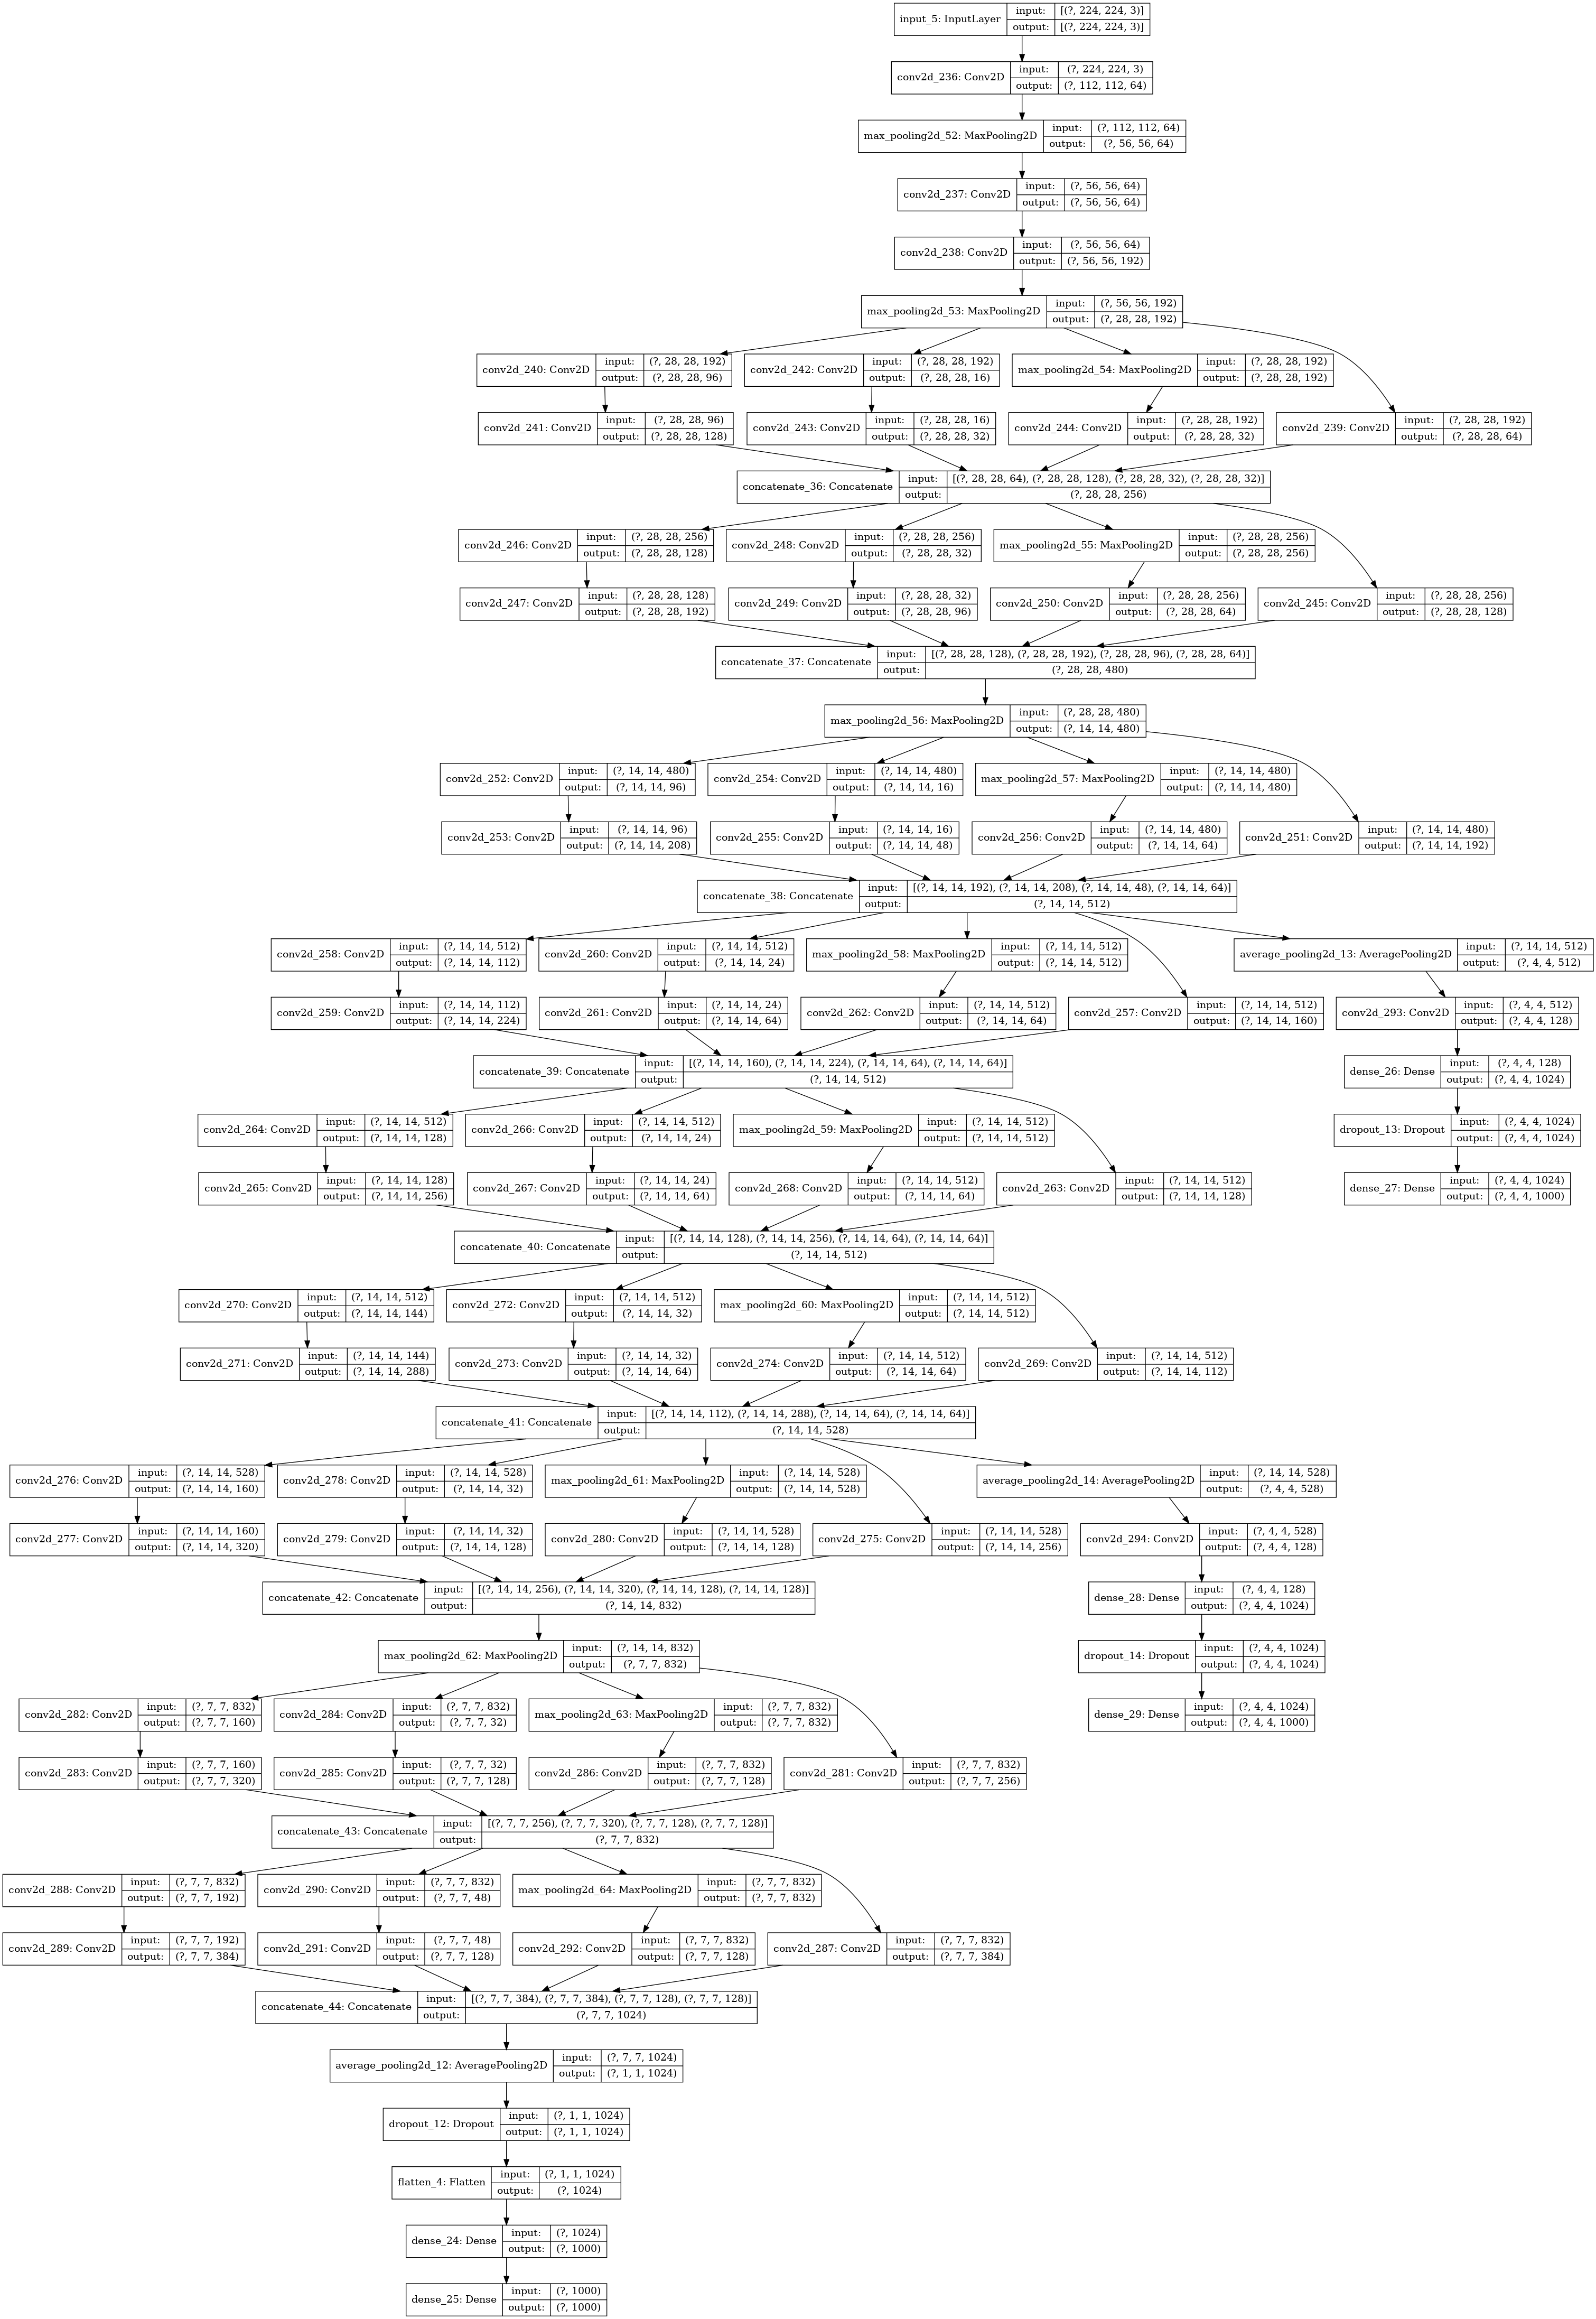 input_5: InputLayer input: [(?, 224, 224, 3)]
output: [(?, 224, 224, 3)]
conv2d_236: Conv2D input: (?, 224, 224, 3)
output: (?, 112, 112, 64)
max_pooling2d_52: MaxPooling2D input: (?, 112, 112, 64)
output: (?, 56, 56, 64)
conv2d_237: Conv2D input: (?, 56, 56, 64)
output: (?, 56, 56, 64)
conv2d_238: Conv2D input: (?, 56, 56, 64)
output: (?, 56, 56, 192)
max_pooling2d_53: MaxPooling2D input: (?, 56, 56, 192)
output: (?, 28, 28, 192)
conv2d_240: Conv2D input: (?, 28, 28, 192)
output: (?, 28, 28, 96)
conv2d_242: Conv2D input: (?, 28, 28, 192)
output: (?, 28, 28, 16)
max_pooling2d_54: MaxPooling2D input: (?, 28, 28, 192)
output: (?, 28, 28, 192)
conv2d_241: Conv2D input: (?, 28, 28, 96)
output: (?, 28, 28, 128)
conv2d_243: Conv2D input: (?, 28, 28, 16)
output: (?, 28, 28, 32)
conv2d_244: Conv2D input: (?, 28, 28, 192)
output: (?, 28, 28, 32)
conv2d_239: Conv2D input: (?, 28, 28, 192)
output: (?, 28, 28, 64)
concatenate_36: Concatenate input: [(?, 28, 28, 64), (?, 28, 28, 128), (?, 28, 28, 32), (?, 28, 28, 32)]
output: (?, 28, 28, 256)
conv2d_246: Conv2D input: (?, 28, 28, 256)
output: (?, 28, 28, 128)
conv2d_248: Conv2D input: (?, 28, 28, 256)
output: (?, 28, 28, 32)
max_pooling2d_55: MaxPooling2D input: (?, 28, 28, 256)
output: (?, 28, 28, 256)
conv2d_247: Conv2D input: (?, 28, 28, 128)
output: (?, 28, 28, 192)
conv2d_249: Conv2D input: (?, 28, 28, 32)
output: (?, 28, 28, 96)
conv2d_250: Conv2D input: (?, 28, 28, 256)
output: (?, 28, 28, 64)
conv2d_245: Conv2D input: (?, 28, 28, 256)
output: (?, 28, 28, 128)
concatenate_37: Concatenate input: [(?, 28, 28, 128), (?, 28, 28, 192), (?, 28, 28, 96), (?, 28, 28, 64)]
output: (?, 28, 28, 480)
max_pooling2d_56: MaxPooling2D input: (?, 28, 28, 480)
output: (?, 14, 14, 480)
conv2d_252: Conv2D input: (?, 14, 14, 480)
output: (?, 14, 14, 96)
conv2d_254: Conv2D input: (?, 14, 14, 480)
output: (?, 14, 14, 16)
max_pooling2d_57: MaxPooling2D input: (?, 14, 14, 480)
output: (?, 14, 14, 480)
conv2d_253: Conv2D input: (?, 14, 14, 96)
output: (?, 14, 14, 208)
conv2d_255: Conv2D input: (?, 14, 14, 16)
output: (?, 14, 14, 48)
conv2d_256: Conv2D input: (?, 14, 14, 480)
output: (?, 14, 14, 64)
conv2d_251: Conv2D input: (?, 14, 14, 480)
output: (?, 14, 14, 192)
concatenate_38: Concatenate input: [(?, 14, 14, 192), (?, 14, 14, 208), (?, 14, 14, 48), (?, 14, 14, 64)]
output: (?, 14, 14, 512)
conv2d_258: Conv2D input: (?, 14, 14, 512)
output: (?, 14, 14, 112)
conv2d_260: Conv2D input: (?, 14, 14, 512)
output: (?, 14, 14, 24)
max_pooling2d_58: MaxPooling2D input: (?, 14, 14, 512)
output: (?, 14, 14, 512)
average_pooling2d_13: AveragePooling2D input: (?, 14, 14, 512)
output: (?, 4, 4, 512)
conv2d_259: Conv2D input: (?, 14, 14, 112)
output: (?, 14, 14, 224)
conv2d_261: Conv2D input: (?, 14, 14, 24)
output: (?, 14, 14, 64)
conv2d_262: Conv2D input: (?, 14, 14, 512)
output: (?, 14, 14, 64)
conv2d_257: Conv2D input: (?, 14, 14, 512)
output: (?, 14, 14, 160)
conv2d_293: Conv2D input: (?, 4, 4, 512)
output: (?, 4, 4, 128)
concatenate_39: Concatenate input: [(?, 14, 14, 160), (?, 14, 14, 224), (?, 14, 14, 64), (?, 14, 14, 64)]
output: (?, 14, 14, 512)
dense_26: Dense input: (?, 4, 4, 128)
output: (?, 4, 4, 1024)
conv2d_264: Conv2D input: (?, 14, 14, 512)
output: (?, 14, 14, 128)
conv2d_266: Conv2D input: (?, 14, 14, 512)
output: (?, 14, 14, 24)
max_pooling2d_59: MaxPooling2D input: (?, 14, 14, 512)
output: (?, 14, 14, 512)
dropout_13: Dropout input: (?, 4, 4, 1024)
output: (?, 4, 4, 1024)
conv2d_265: Conv2D input: (?, 14, 14, 128)
output: (?, 14, 14, 256)
conv2d_267: Conv2D input: (?, 14, 14, 24)
output: (?, 14, 14, 64)
conv2d_268: Conv2D input: (?, 14, 14, 512)
output: (?, 14, 14, 64)
conv2d_263: Conv2D input: (?, 14, 14, 512)
output: (?, 14, 14, 128)
dense_27: Dense input: (?, 4, 4, 1024)
output: (?, 4, 4, 1000)
concatenate_40: Concatenate input: [(?, 14, 14, 128), (?, 14, 14, 256), (?, 14, 14, 64), (?, 14, 14, 64)]
output: (?, 14, 14, 512)
conv2d_270: Conv2D input: (?, 14, 14, 512)
output: (?, 14, 14, 144)
conv2d_272: Conv2D input: (?, 14, 14, 512)
output: (?, 14, 14, 32)
max_pooling2d_60: MaxPooling2D input: (?, 14, 14, 512)
output: (?, 14, 14, 512)
conv2d_271: Conv2D input: (?, 14, 14, 144)
output: (?, 14, 14, 288)
conv2d_273: Conv2D input: (?, 14, 14, 32)
output: (?, 14, 14, 64)
conv2d_274: Conv2D input: (?, 14, 14, 512)
output: (?, 14, 14, 64)
conv2d_269: Conv2D input: (?, 14, 14, 512)
output: (?, 14, 14, 112)
concatenate_41: Concatenate input: [(?, 14, 14, 112), (?, 14, 14, 288), (?, 14, 14, 64), (?, 14, 14, 64)]
output: (?, 14, 14, 528)
conv2d_276: Conv2D input: (?, 14, 14, 528)
output: (?, 14, 14, 160)
conv2d_278: Conv2D input: (?, 14, 14, 528)
output: (?, 14, 14, 32)
max_pooling2d_61: MaxPooling2D input: (?, 14, 14, 528)
output: (?, 14, 14, 528)
average_pooling2d_14: AveragePooling2D input: (?, 14, 14, 528)
output: (?, 4, 4, 528)
conv2d_277: Conv2D input: (?, 14, 14, 160)
output: (?, 14, 14, 320)
conv2d_279: Conv2D input: (?, 14, 14, 32)
output: (?, 14, 14, 128)
conv2d_280: Conv2D input: (?, 14, 14, 528)
output: (?, 14, 14, 128)
conv2d_275: Conv2D input: (?, 14, 14, 528)
output: (?, 14, 14, 256)
conv2d_294: Conv2D input: (?, 4, 4, 528)
output: (?, 4, 4, 128)
concatenate_42: Concatenate input: [(?, 14, 14, 256), (?, 14, 14, 320), (?, 14, 14, 128), (?, 14, 14, 128)]
output: (?, 14, 14, 832)
dense_28: Dense input: (?, 4, 4, 128)
output: (?, 4, 4, 1024)
max_pooling2d_62: MaxPooling2D input: (?, 14, 14, 832)
output: (?, 7, 7, 832)
dropout_14: Dropout input: (?, 4, 4, 1024)
output: (?, 4, 4, 1024)
conv2d_282: Conv2D input: (?, 7, 7, 832)
output: (?, 7, 7, 160)
conv2d_284: Conv2D input: (?, 7, 7, 832)
output: (?, 7, 7, 32)
max_pooling2d_63: MaxPooling2D input: (?, 7, 7, 832)
output: (?, 7, 7, 832)
dense_29: Dense input: (?, 4, 4, 1024)
output: (?, 4, 4, 1000)
conv2d_283: Conv2D input: (?, 7, 7, 160)
output: (?, 7, 7, 320)
conv2d_285: Conv2D input: (?, 7, 7, 32)
output: (?, 7, 7, 128)
conv2d_286: Conv2D input: (?, 7, 7, 832)
output: (?, 7, 7, 128)
conv2d_281: Conv2D input: (?, 7, 7, 832)
output: (?, 7, 7, 256)
concatenate_43: Concatenate input: [(?, 7, 7, 256), (?, 7, 7, 320), (?, 7, 7, 128), (?, 7, 7, 128)]
output: (?, 7, 7, 832)
conv2d_288: Conv2D input: (?, 7, 7, 832)
output: (?, 7, 7, 192)
conv2d_290: Conv2D input: (?, 7, 7, 832)
output: (?, 7, 7, 48)
max_pooling2d_64: MaxPooling2D input: (?, 7, 7, 832)
output: (?, 7, 7, 832)
conv2d_289: Conv2D input: (?, 7, 7, 192)
output: (?, 7, 7, 384)
conv2d_291: Conv2D input: (?, 7, 7, 48)
output: (?, 7, 7, 128)
conv2d_292: Conv2D input: (?, 7, 7, 832)
output: (?, 7, 7, 128)
conv2d_287: Conv2D input: (?, 7, 7, 832)
output: (?, 7, 7, 384)
concatenate_44: Concatenate input: [(?, 7, 7, 384), (?, 7, 7, 384), (?, 7, 7, 128), (?, 7, 7, 128)]
output: (?, 7, 7, 1024)
average_pooling2d_12: AveragePooling2D input: (?, 7, 7, 1024)
output: (?, 1, 1, 1024)
dropout_12: Dropout input: (?, 1, 1, 1024)
output: (?, 1, 1, 1024)
flatten_4: Flatten input: (?, 1, 1, 1024)
output: (?, 1024)
dense_24: Dense input: (?, 1024)
output: (?, 1000)
dense_25: Dense input: (?, 1000)
output: (?, 1000)